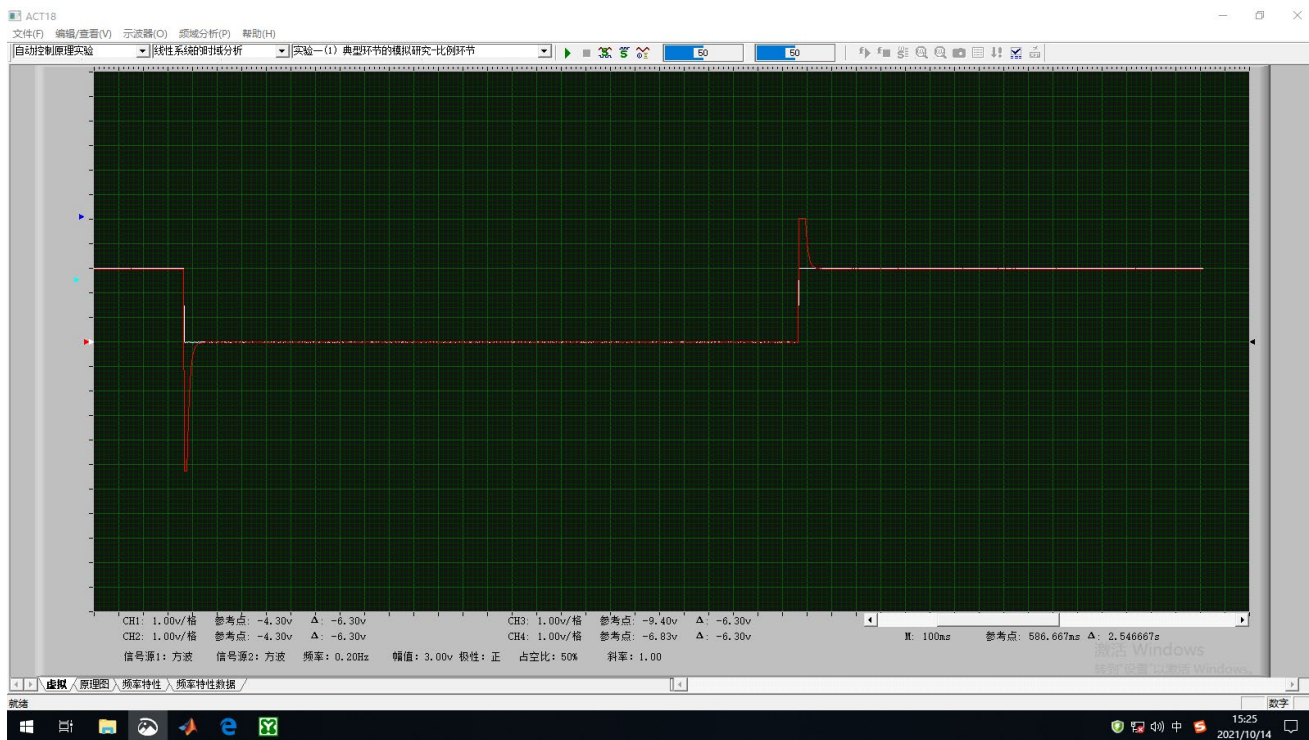 ACT18
文件(F) 编辑/查看(V) 示波器(O) 频域分析(P) 帮助(H)
自动控制原理实验 线性系统的时域分析 实验一(1) 典型环节的模拟研究-比例环节 50 50
CH1: 1.00v/格 参考点: -4.30v Δ: -6.30v CH3: 1.00v/格 参考点: -9.40v Δ: -6.30v
CH2: 1.00v/格 参考点: -4.30v Δ: -6.30v CH4: 1.00v/格 参考点: -6.83v Δ: -6.30v M: 100ms 参考点: 586.667ms Δ: 2.546667s
信号源1: 方波 信号源2: 方波 频率: 0.20Hz 幅值: 3.00v 极性: 正 占空比: 50% 斜率: 1.00
激活 Windows
转到"设置"以激活 Windows。
虚拟 原理图 频率特性 频率特性数据
就绪 数字
中 15:25
2021/10/14